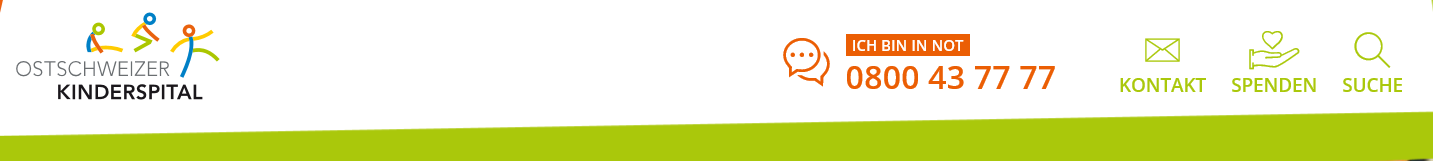 OSTSCHWEIZER
KINDERSPITAL
ICH BIN IN NOT
0800 43 77 77
KONTAKT
SPENDEN
SUCHE